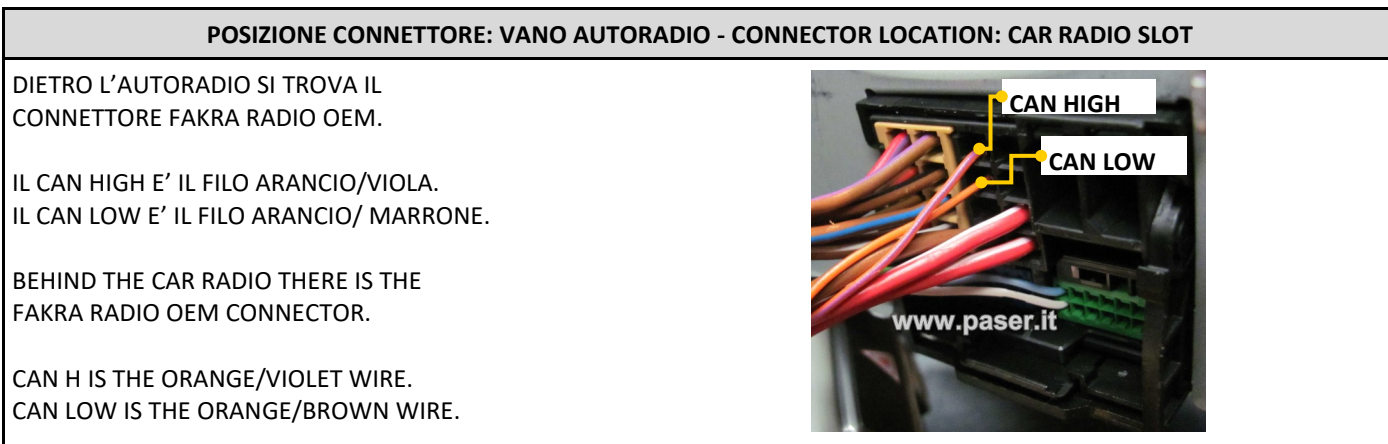 POSIZIONE CONNETTORE: VANO AUTORADIO - CONNECTOR LOCATION: CAR RADIO SLOT
DIETRO L’AUTORADIO SI TROVA IL
CONNETTORE FAKRA RADIO OEM.
IL CAN HIGH E’ IL FILO ARANCIO/VIOLA.
IL CAN LOW E’ IL FILO ARANCIO/ MARRONE.
BEHIND THE CAR RADIO THERE IS THE
FAKRA RADIO OEM CONNECTOR.
CAN H IS THE ORANGE/VIOLET WIRE.
CAN LOW IS THE ORANGE/BROWN WIRE.
CAN HIGH
CAN LOW
www.paser.it